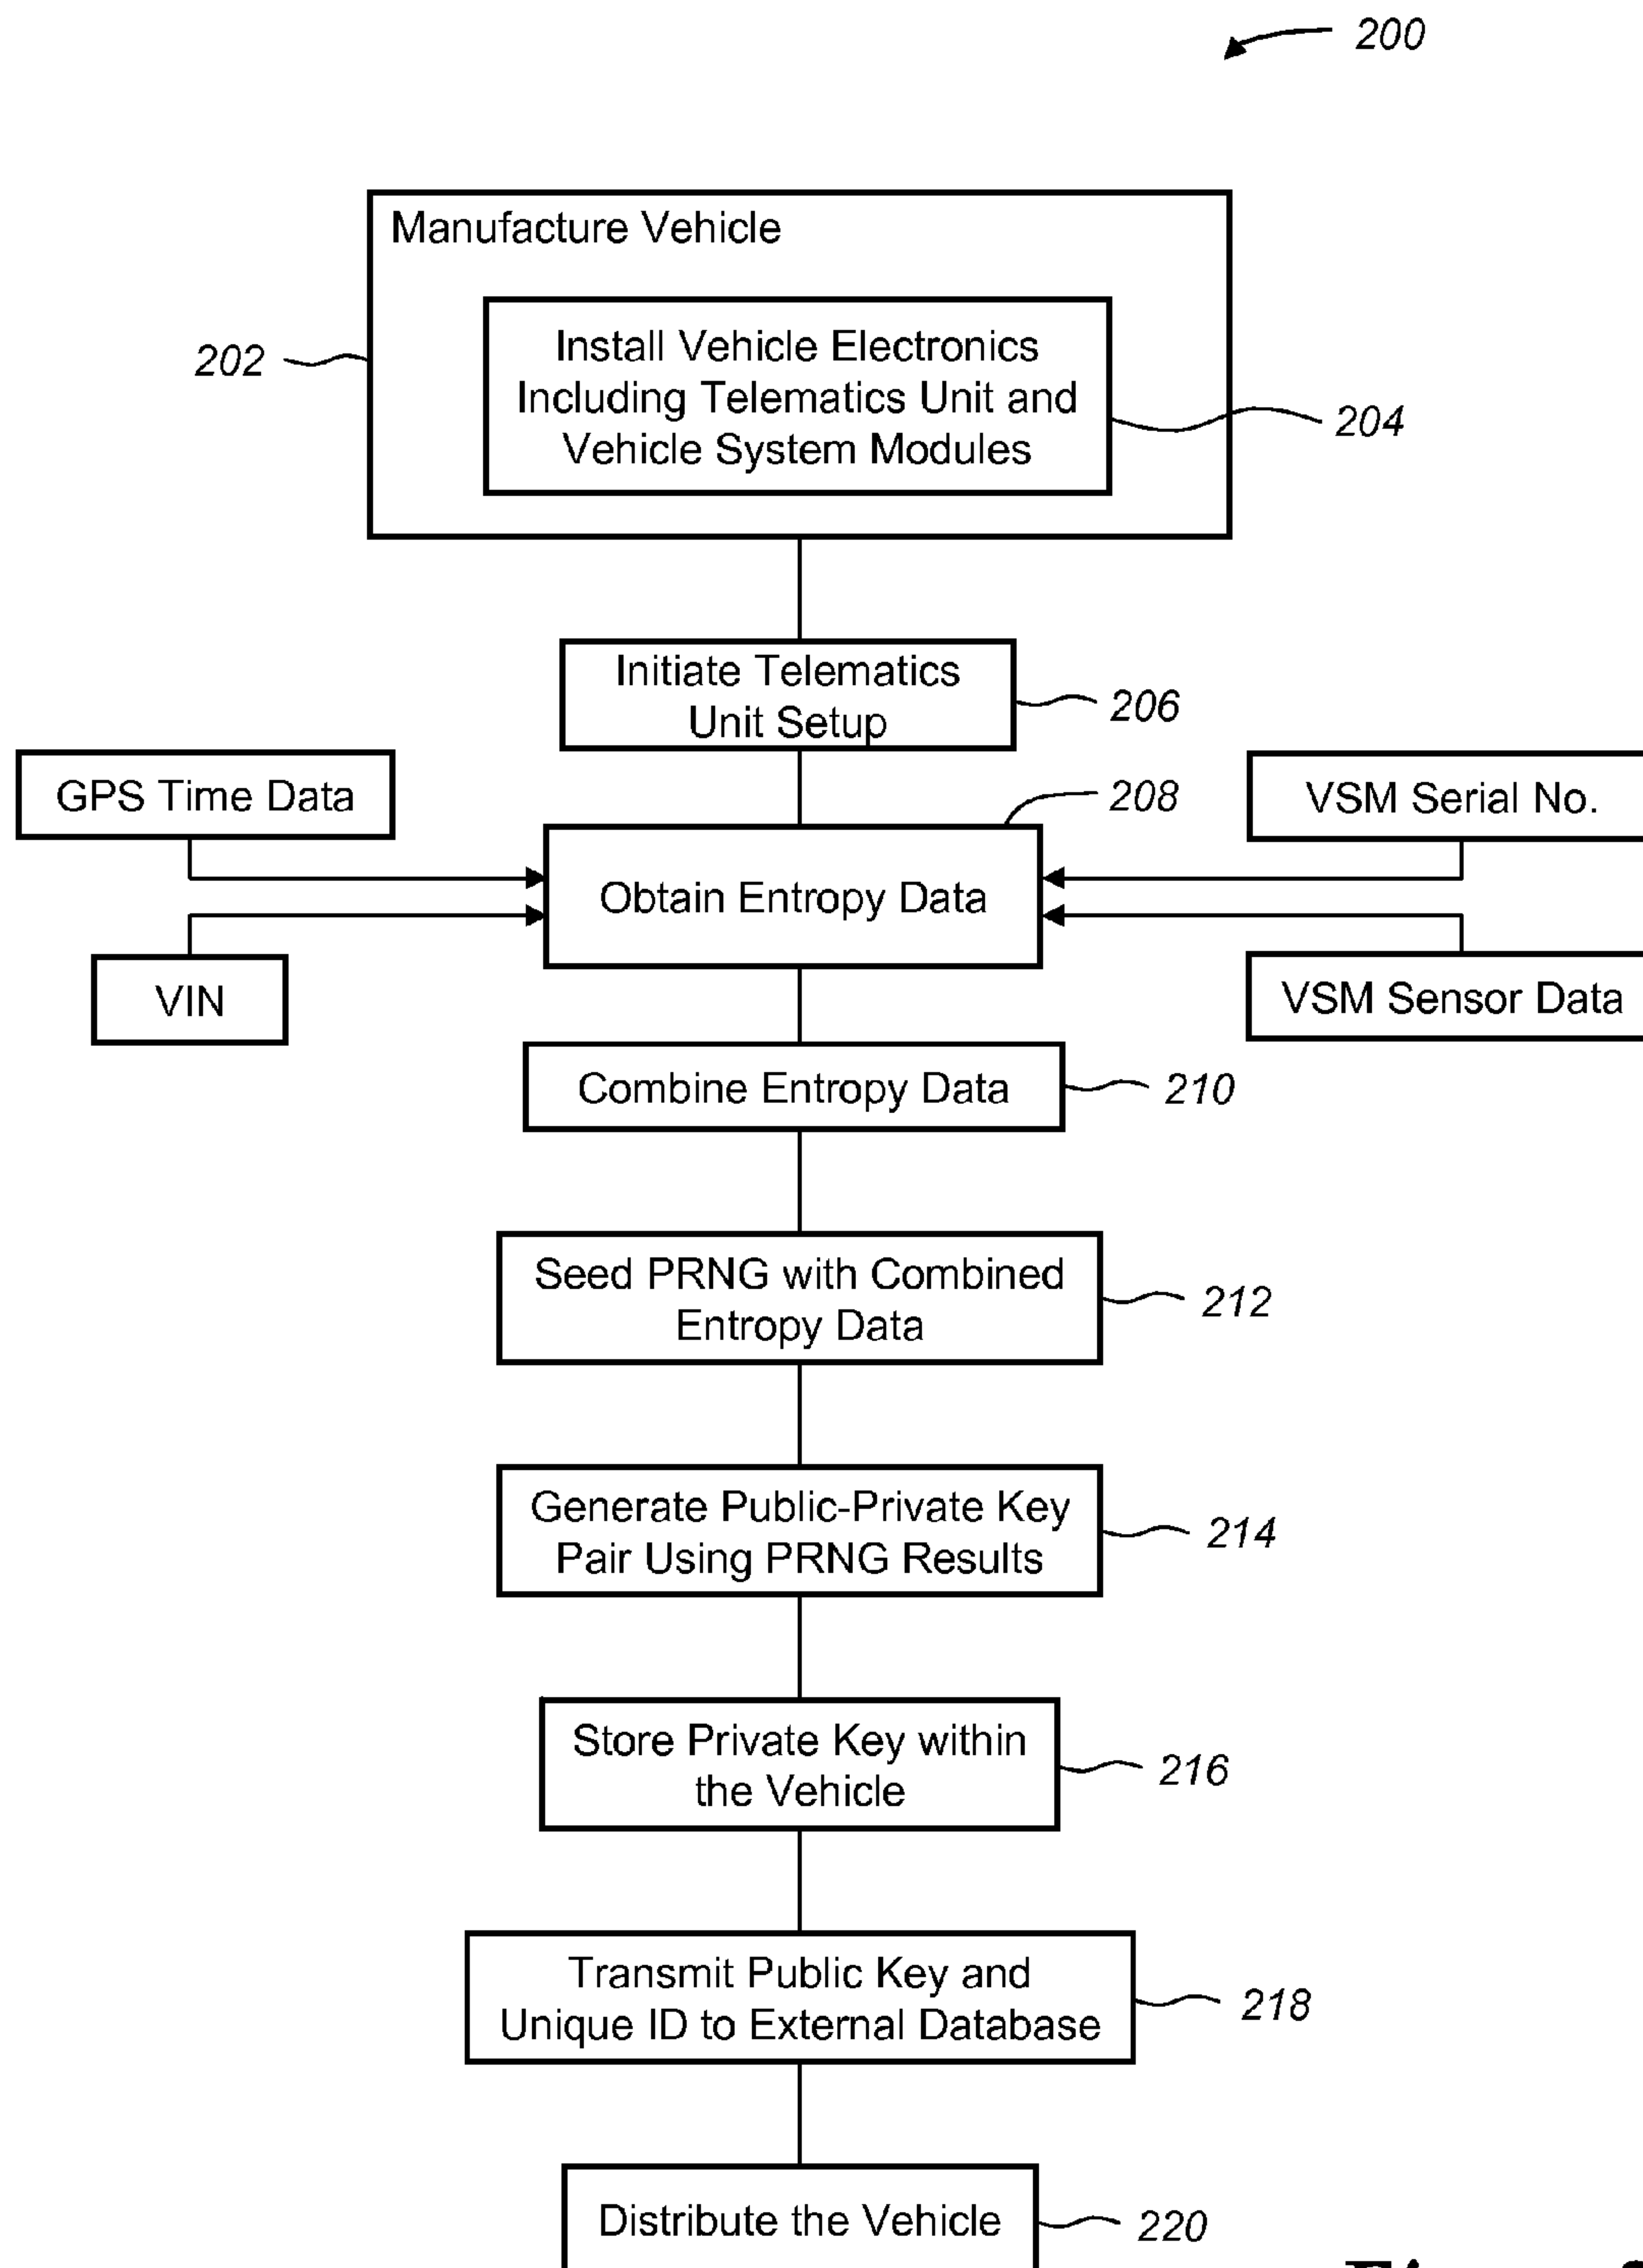 200
Manufacture Vehicle
Install Vehicle Electronics
Including Telematics Unit and
Vehicle System Modules
202
204
Initiate Telematics
Unit Setup
206
GPS Time Data
208
VSM Serial No.
Obtain Entropy Data
VIN
VSM Sensor Data
Combine Entropy Data
210
Seed PRNG with Combined
Entropy Data
212
Generate Public-Private Key
Pair Using PRNG Results
214
Store Private Key within
the Vehicle
216
Transmit Public Key and
Unique ID to External Database
218
Distribute the Vehicle
220